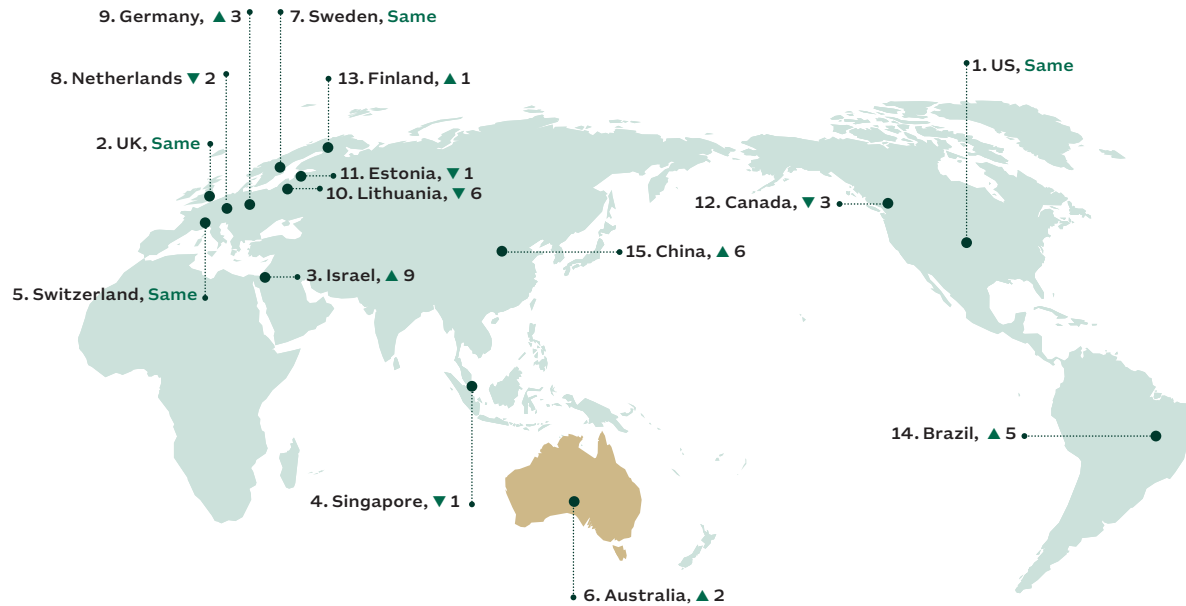 9. Germany, ▲ 3
7. Sweden, Same
8. Netherlands ▼ 2
13. Finland, ▲ 1
1. US, Same
2. UK, Same
11. Estonia, ▼ 1
10. Lithuania, ▼ 6
12. Canada, ▼ 3
15. China, ▲ 6
3. Israel, ▲ 9
5. Switzerland, Same
14. Brazil, ▲ 5
4. Singapore, ▼ 1
6. Australia, ▲ 2